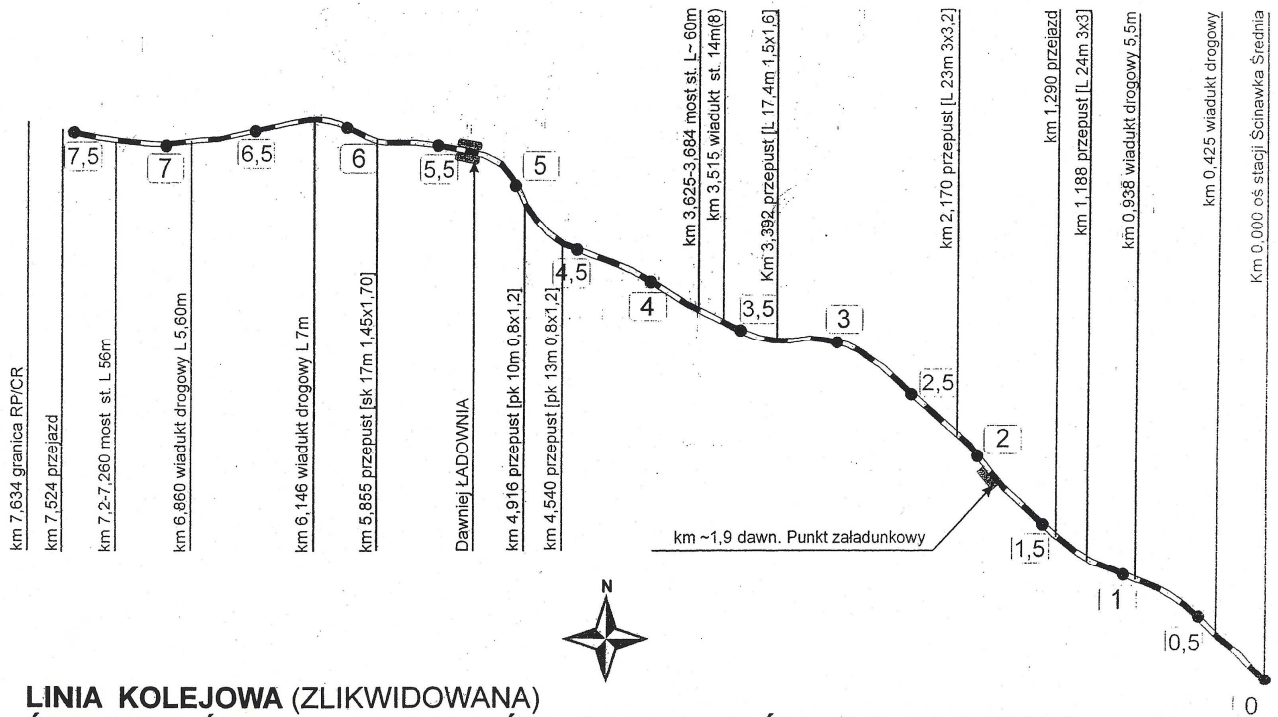 km 3,625-3,684 most st. L~ 60m
km 3,515 wiadukt st. 14m(8)
Km 3,392 przepust [L 17,4m 1,5x1,6]
km 2,170 przepust [L 23m 3x3,2]
km 1,290 przejazd
km 1,188 przepust [L 24m 3x3]
km 0,938 wiadukt drogowy 5,5m
km 0,425 wiadukt drogowy
Km 0,000 oś stacji Ścinawka Średnia
7,5
7
6,5
6
5,5
5
4,5
4
3,5
3
2,5
2
1,5
1
0,5
0
km 7,634 granica RP/CR
km 7,524 przejazd
km 7,2-7,260 most st. L 56m
km 6,860 wiadukt drogowy L 5,60m
km 6,146 wiadukt drogowy L 7m
km 5,855 przepust [sk 17m 1,45x1,70]
Dawniej ŁADOWNIA
km 4,916 przepust [pk 10m 0,8x1,2]
km 4,540 przepust [pk 13m 0,8x1,2]
km ~1,9 dawn. Punkt załadunkowy
N
LINIA KOLEJOWA (ZLIKWIDOWANA)